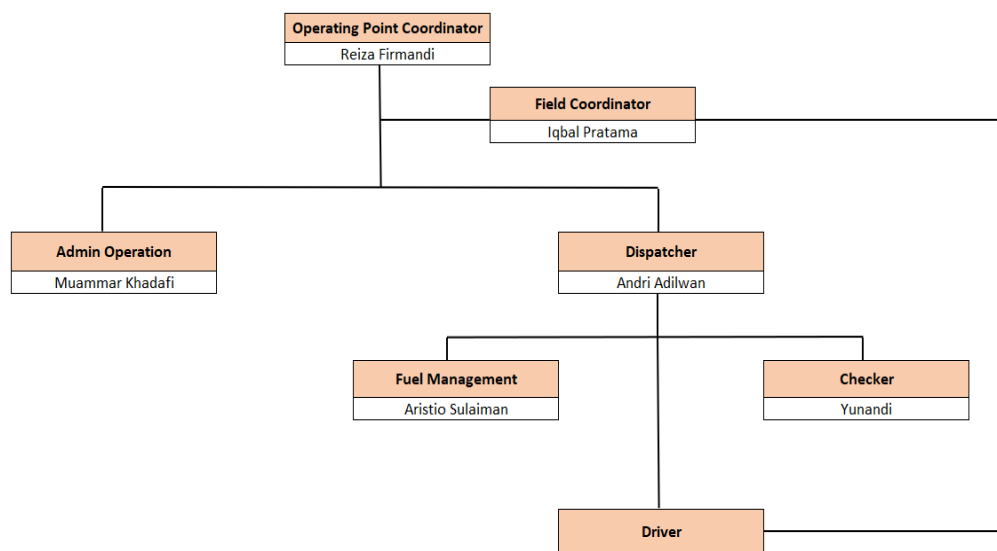 Operating Point Coordinator
Reiza Firmandi
Field Coordinator
Iqbal Pratama
Admin Operation
Muammar Khadafi
Dispatcher
Andri Adilwan
Fuel Management
Aristio Sulaiman
Checker
Yunandi
Driver